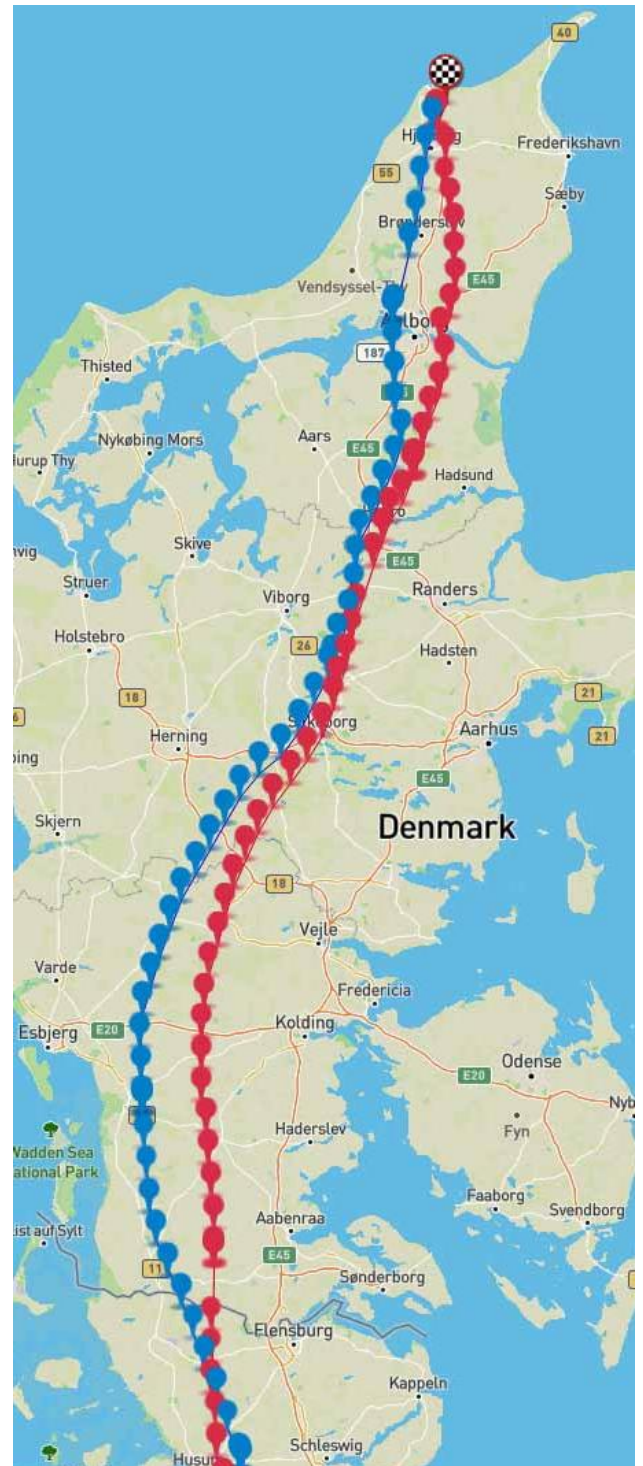 40
Frederikshavn
55
Sæby
Brønderslev
E45
Vendsyssel-Thy
Aalborg
187
Thisted
Aars
E45
Nykøbing Mors
Hurup Thy
Hadsund
Skive
E45
Struer
Viborg
Randers
Holstebro
26
Hadsten
18
21
Herning
Aarhus
21
E45
Skjern
Denmark
18
Vejle
Varde
Fredericia
Esbjerg
E20
Kolding
Odense
E20
Fyn
Haderslev
Wadden Sea
National Park
Faaborg
Svendborg
List auf Sylt
Aabenraa
E45
11
Sønderborg
Flensburg
Kappeln
Schleswig